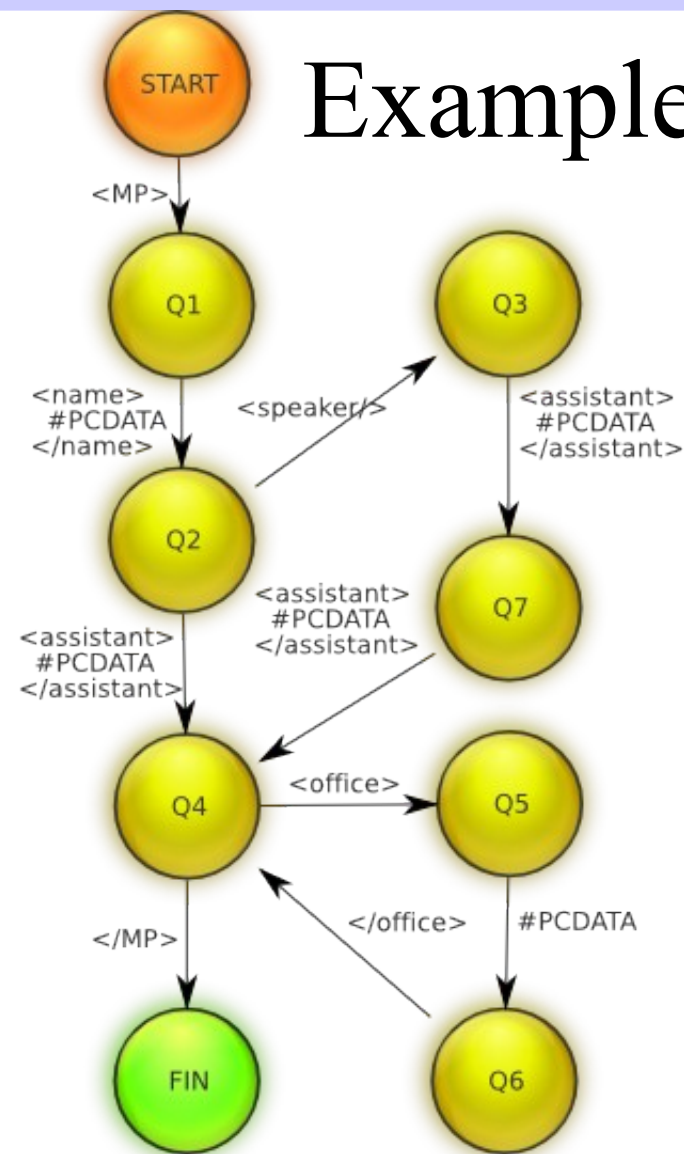 START
Example
<MP>
Q1
Q3
<name>
#PCDATA
</name>
<speaker/>
<assistant>
#PCDATA
</assistant>
Q2
<assistant>
#PCDATA
</assistant>
Q7
<assistant>
#PCDATA
</assistant>
<office>
Q4
Q5
</MP>
</office>
#PCDATA
FIN
Q6